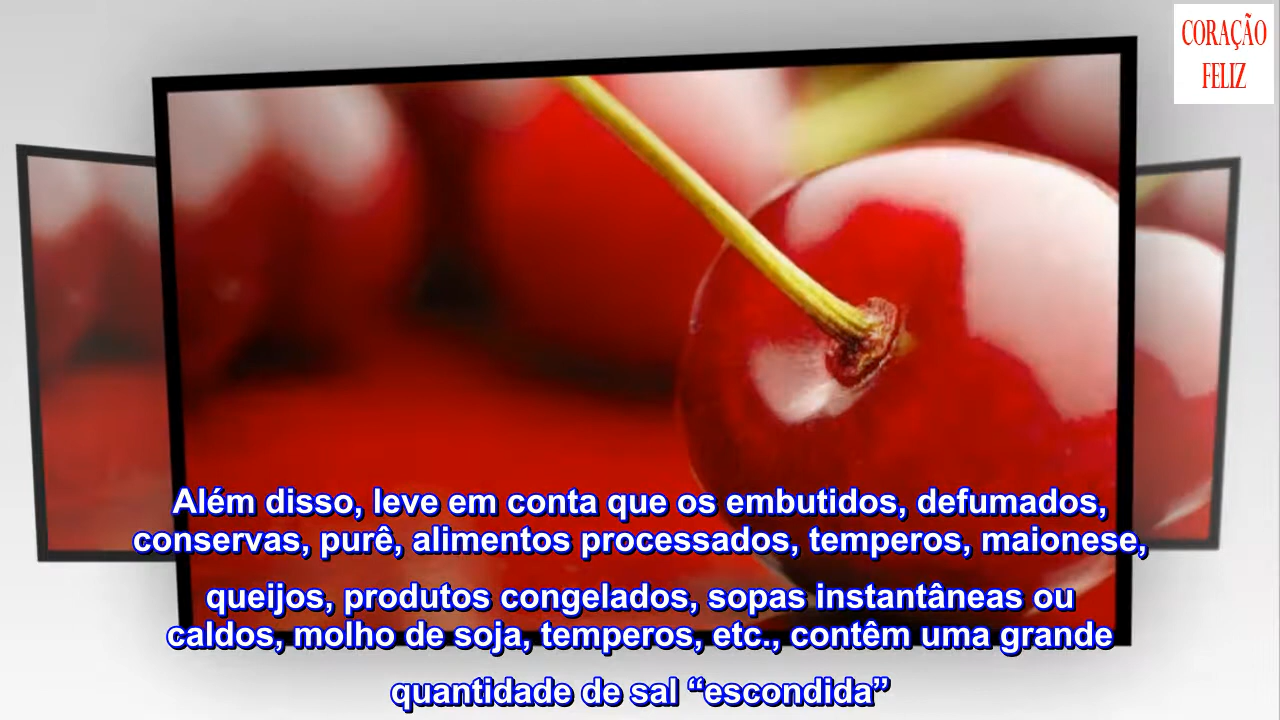 CORAÇÃO
FELIZ
Além disso, leve em conta que os embutidos, defumados,
conservas, purê, alimentos processados, temperos, maionese,
queijos, produtos congelados, sopas instantâneas ou
caldos, molho de soja, temperos, etc., contêm uma grande
quantidade de sal “escondida”